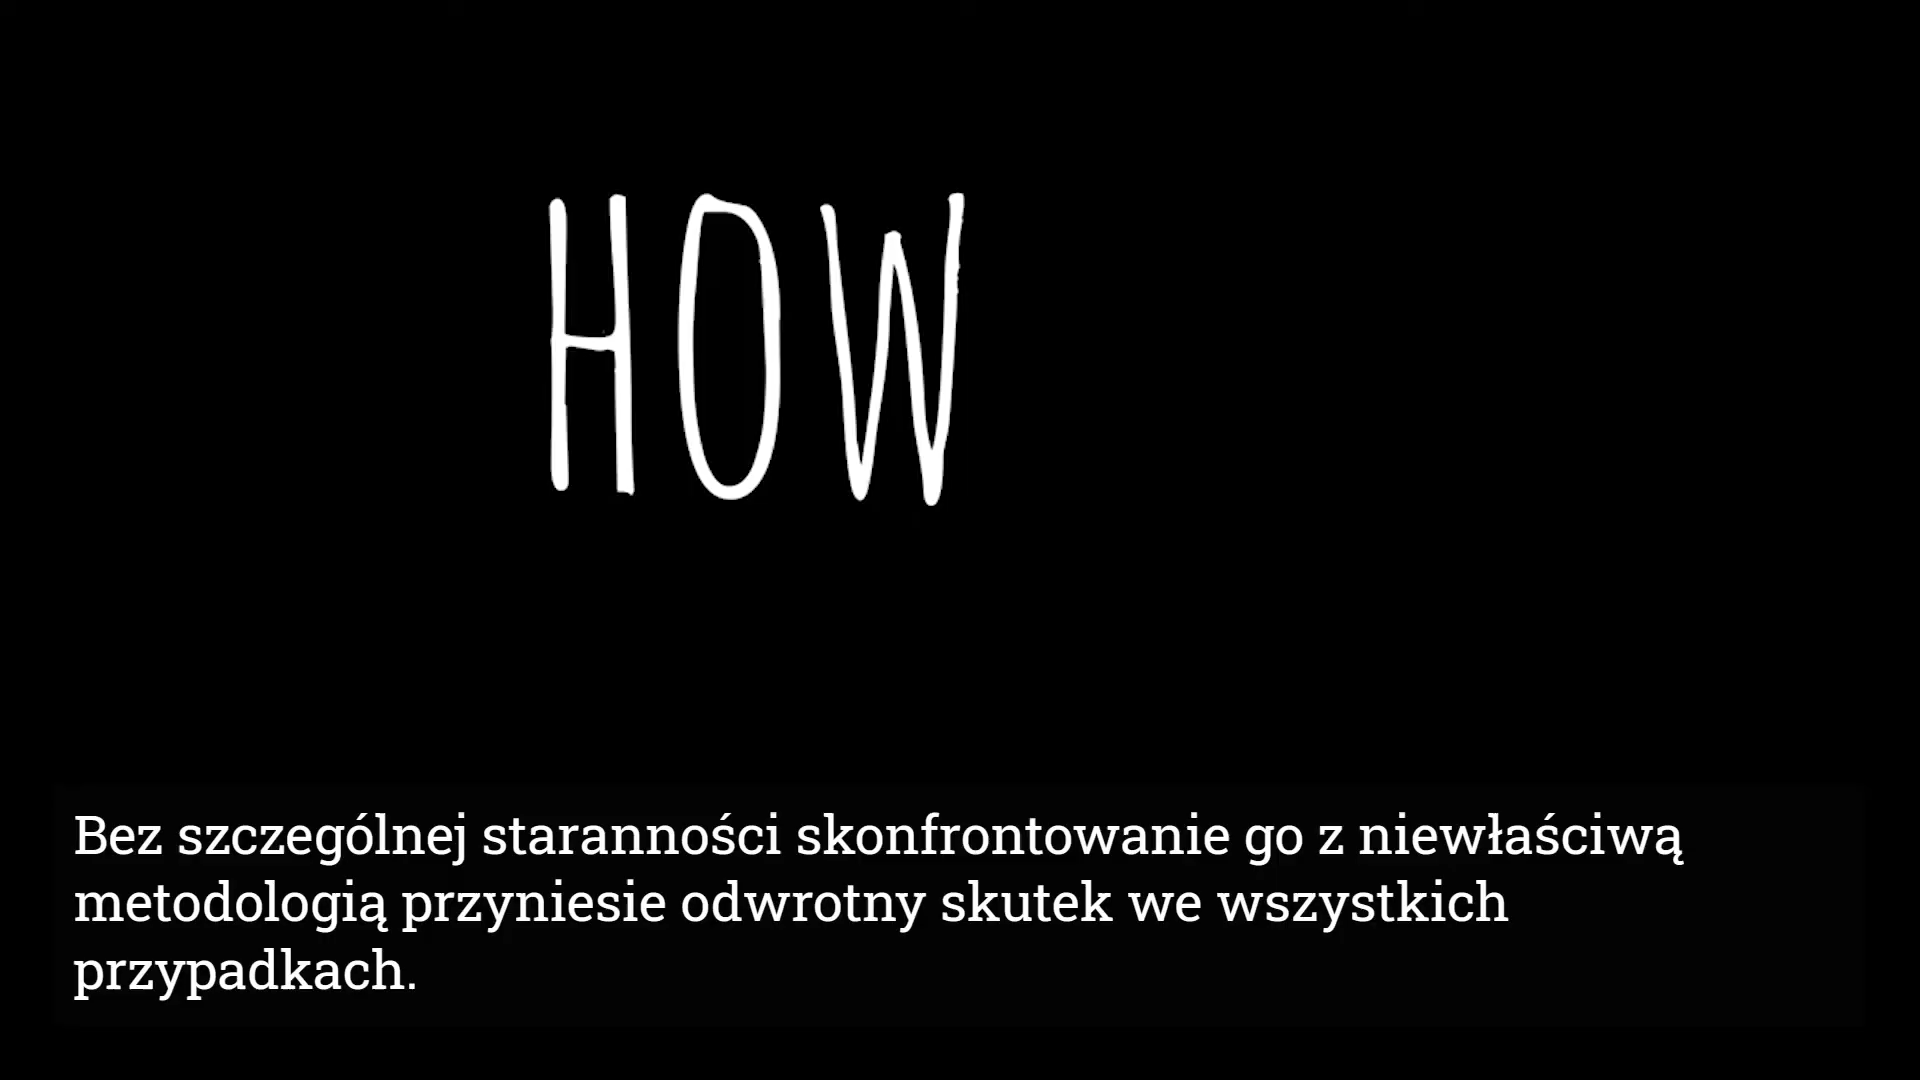 HOW
Bez szczególnej staranności skonfrontowanie go z niewłaściwą
metodologią przyniesie odwrotny skutek we wszystkich
przypadkach.